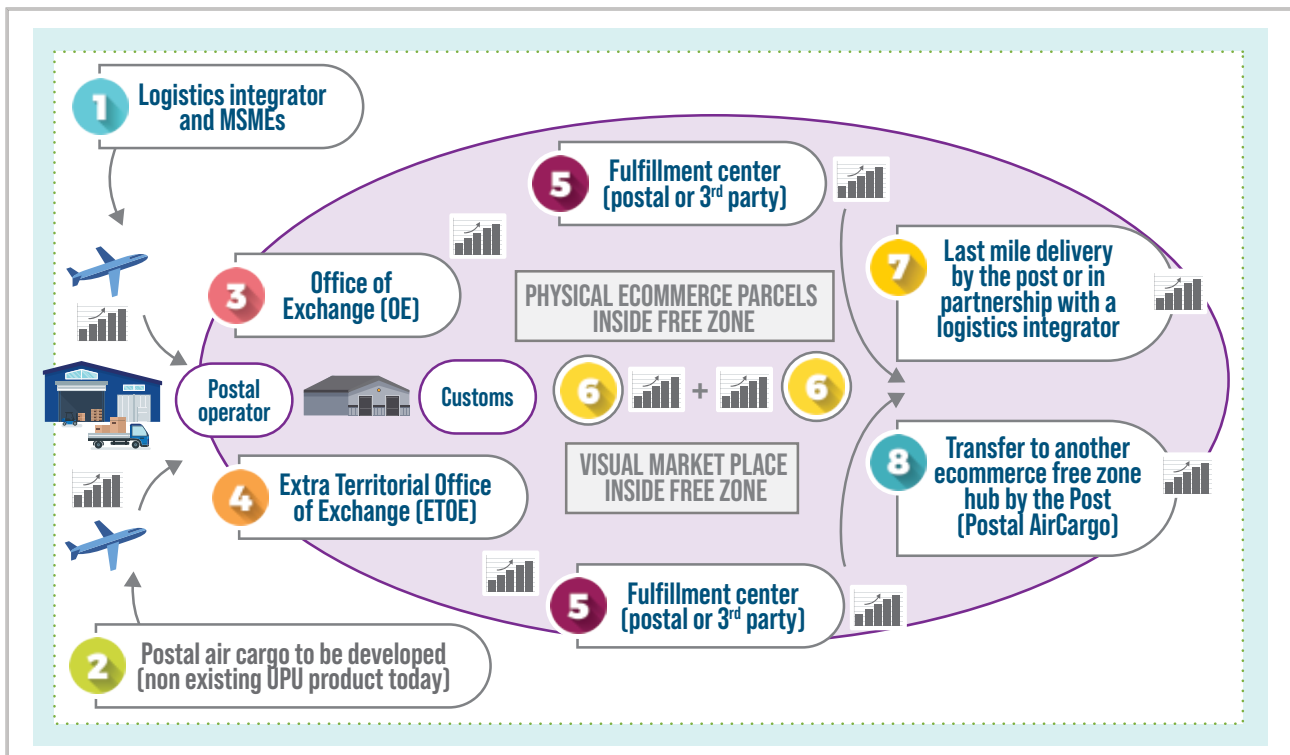 1
Logistics integrator
and MSMEs
5
Fulfillment center
(postal or 3rd party)
3
Office of
Exchange (OE)
PHYSICAL ECOMMERCE PARCELS
INSIDE FREE ZONE
7
Last mile delivery
by the post or in
partnership with a
logistics integrator
Postal
operator
Customs
6
+
6
4
Extra Territorial Office
of Exchange (ETOE)
VISUAL MARKET PLACE
INSIDE FREE ZONE
8
Transfer to another
ecommerce free zone
hub by the Post
(Postal AirCargo)
5
Fulfillment center
(postal or 3rd party)
2
Postal air cargo to be developed
(non existing UPU product today)